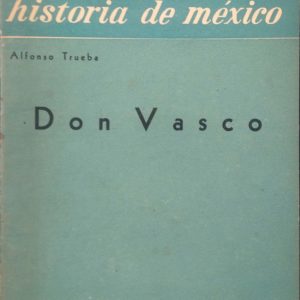 historia de méxico
Alfonso Trueba
Don Vasco